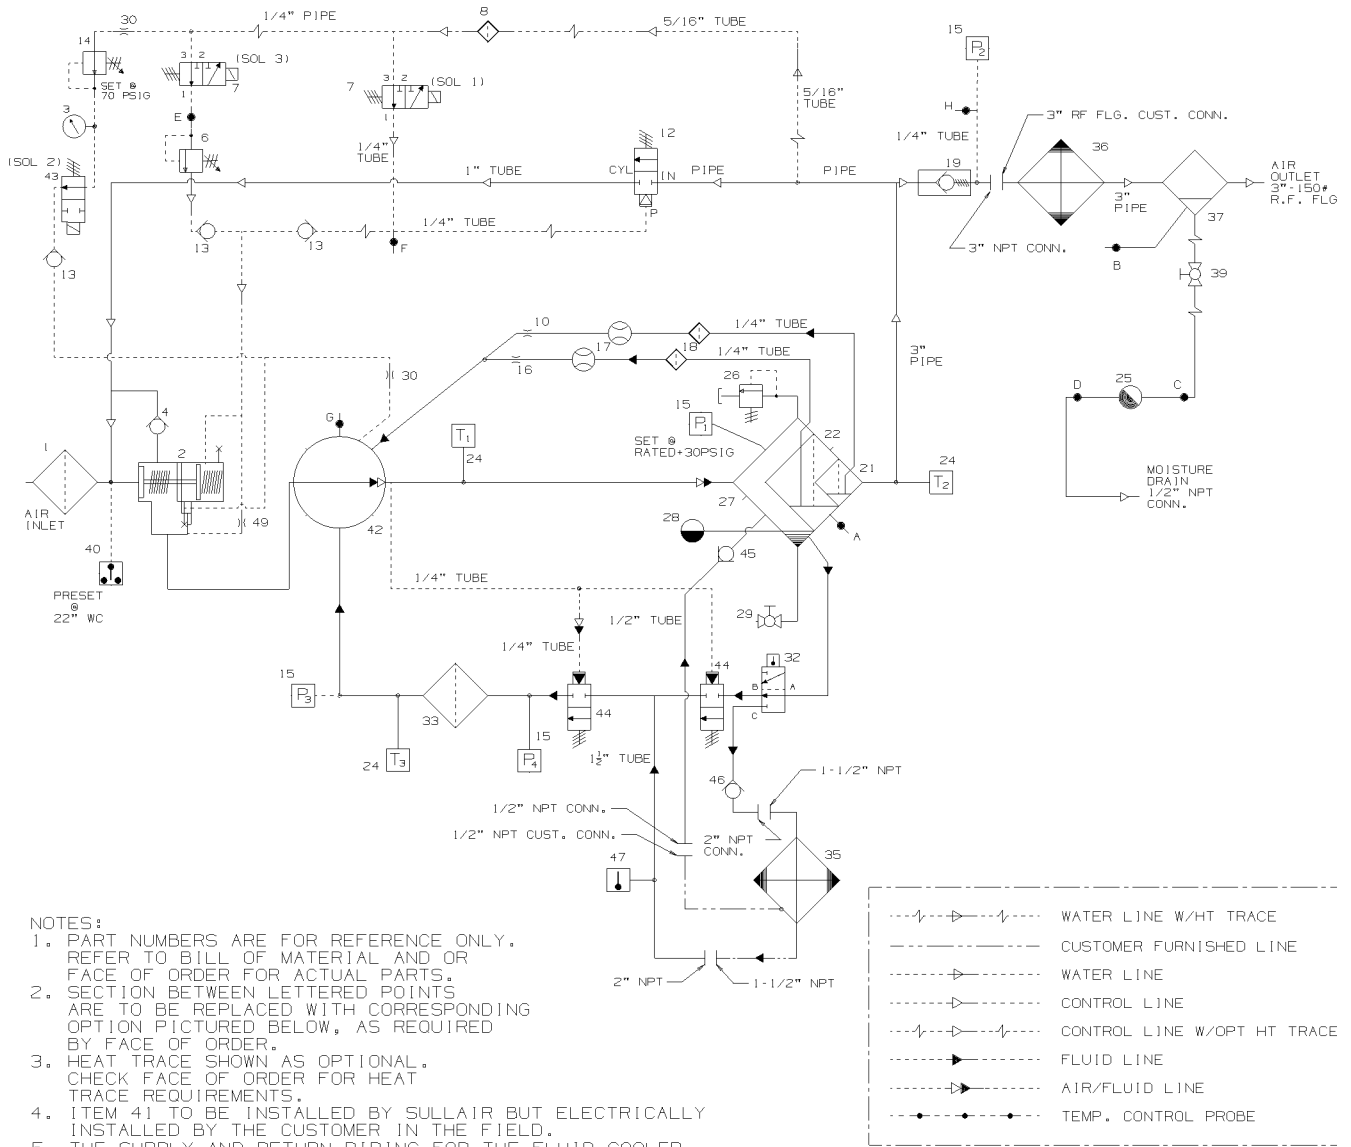 30
1/4" PIPE
8
5/16" TUBE
14
SET @
70 PSIG
3 2
(SOL 3)
7
1
7
3 2
(SOL 1)
1
15
P2
H
1/4" TUBE
3" RF FLG. CUST. CONN.
5/16"
TUBE
3
E
6
1/4"
TUBE
12
CYL
IN
P
PIPE
PIPE
19
36
AIR
OUTLET
3"-150#
R.F. FLG
(SOL 2)
43
1" TUBE
3"
PIPE
37
13
13
1/4" TUBE
F
3" NPT CONN.
B
39
13
10
17
18
1/4" TUBE
16
1/4" TUBE
3"
PIPE
30
26
D
25
C
4
G
T1
24
15
P1
SET @
RATED+30PSIG
22
21
24
T2
1
2
27
MOISTURE
DRAIN
1/2" NPT
CONN.
AIR
INLET
49
42
28
A
40
45
PRESET
@
22" WC
1/4" TUBE
1/2" TUBE
29
1/4" TUBE
44
32
15
P3
B
A
C
33
44
15
P4
24
T3
1½" TUBE
46
1-1/2" NPT
1/2" NPT CONN.
1/2" NPT CUST. CONN.
2" NPT
CONN.
47
35
2" NPT
1-1/2" NPT
NOTES:
1. PART NUMBERS ARE FOR REFERENCE ONLY.
REFER TO BILL OF MATERIAL AND OR
FACE OF ORDER FOR ACTUAL PARTS.
2. SECTION BETWEEN LETTERED POINTS
ARE TO BE REPLACED WITH CORRESPONDING
OPTION PICTURED BELOW, AS REQUIRED
BY FACE OF ORDER.
3. HEAT TRACE SHOWN AS OPTIONAL.
CHECK FACE OF ORDER FOR HEAT
TRACE REQUIREMENTS.
4. ITEM 41 TO BE INSTALLED BY SULLAIR BUT ELECTRICALLY
INSTALLED BY THE CUSTOMER IN THE FIELD.
5. THE SUPPLY AND RETURN PIPING FOR THE FLUID COOLER
WATER LINE W/HT TRACE
CUSTOMER FURNISHED LINE
WATER LINE
CONTROL LINE
CONTROL LINE W/OPT HT TRACE
FLUID LINE
AIR/FLUID LINE
TEMP. CONTROL PROBE